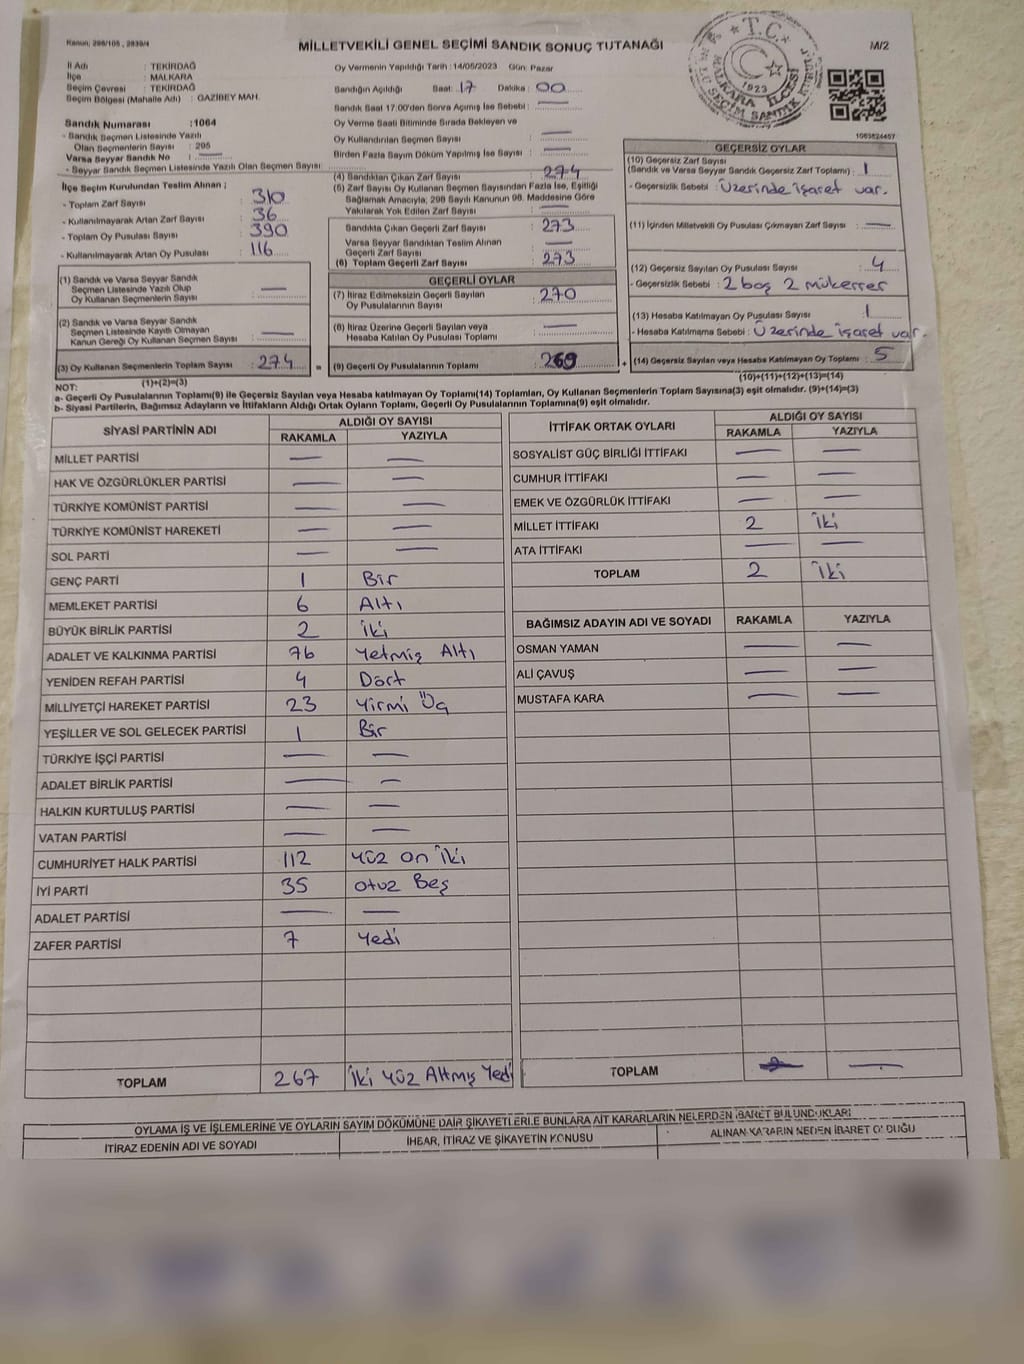 Kanun; 298/105 , 2839/4
MİLLETVEKİLİ GENEL SEÇİMİ SANDIK SONUÇ TUTANAĞI
M/2
★ T.C. ★
1923
MALKARA İLÇESİ
İl Adı : TEKİRDAĞ
İlçe : MALKARA
Seçim Çevresi : TEKİRDAĞ
Seçim Bölgesi (Mahalle Adı) : GAZİBEY MAH.
Sandık Numarası :1064
- Sandık Seçmen Listesinde Yazılı
Olan Seçmenlerin Sayısı : 295
Varsa Seyyar Sandık No : —
- Seyyar Sandık Seçmen Listesinde Yazılı Olan Seçmen Sayısı:
İlçe Seçim Kurulundan Teslim Alınan ;
- Toplam Zarf Sayısı : 310
- Kullanılmayarak Artan Zarf Sayısı : 36
- Toplam Oy Pusulası Sayısı : 390
- Kullanılmayarak Artan Oy Pusulası : 116
(1) Sandık ve Varsa Seyyar Sandık
Seçmen Listesinde Yazılı Olup
Oy Kullanan Seçmenlerin Sayısı : —
(2) Sandık ve Varsa Seyyar Sandık
Seçmen Listesinde Kayıtlı Olmayan
Kanun Gereği Oy Kullanan Seçmen Sayısı : —
(3) Oy Kullanan Seçmenlerin Toplam Sayısı : 274
(1)+(2)=(3)
Oy Vermenin Yapıldığı Tarih : 14/05/2023 Gün: Pazar
Sandığın Açıldığı Saat: 17 Dakika : 00
Sandık Saat 17:00'den Sonra Açılmış İse Sebebi : —
Oy Verme Saati Bitiminde Sırada Bekleyen ve
Oy Kullandırılan Seçmen Sayısı : —
Birden Fazla Sayım Döküm Yapılmış İse Sayısı : —
(4) Sandıktan Çıkan Zarf Sayısı : 274
(5) Zarf Sayısı Oy Kullanan Seçmen Sayısından Fazla İse, Eşitliği
Sağlamak Amacıyla; 298 Sayılı Kanunun 98. Maddesine Göre
Yakılarak Yok Edilen Zarf Sayısı : —
Sandıkta Çıkan Geçerli Zarf Sayısı : 273
Varsa Seyyar Sandıktan Teslim Alınan
Geçerli Zarf Sayısı : —
(6) Toplam Geçerli Zarf Sayısı : 273
GEÇERLİ OYLAR
(7) İtiraz Edilmeksizin Geçerli Sayılan
Oy Pusulalarının Sayısı : 270
(8) İtiraz Üzerine Geçerli Sayılan veya
Hesaba Katılan Oy Pusulası Toplamı : —
= (9) Geçerli Oy Pusulalarının Toplamı : 269 +
1063824467
GEÇERSİZ OYLAR
(10) Geçersiz Zarf Sayısı
(Sandık ve Varsa Seyyar Sandık Geçersiz Zarf Toplamı) : 1
- Geçersizlik Sebebi : Üzerinde işaret var.
(11) İçinden Milletvekili Oy Pusulası Çıkmayan Zarf Sayısı : —
(12) Geçersiz Sayılan Oy Pusulası Sayısı : 4
- Geçersizlik Sebebi : 2 boş 2 mükerrer
(13) Hesaba Katılmayan Oy Pusulası Sayısı : 1
- Hesaba Katılmama Sebebi : Üzerinde işaret var.
(14) Geçersiz Sayılan veya Hesaba Katılmayan Oy Toplamı : 5
(10)+(11)+(12)+(13)=(14)
NOT:
a- Geçerli Oy Pusulalarının Toplamı(9) ile Geçersiz Sayılan veya Hesaba katılmayan Oy Toplamı(14) Toplamları, Oy Kullanan Seçmenlerin Toplam Sayısına(3) eşit olmalıdır. (9)+(14)=(3)
b- Siyasi Partilerin, Bağımsız Adayların ve İttifakların Aldığı Ortak Oyların Toplamı, Geçerli Oy Pusulalarının Toplamına(9) eşit olmalıdır.
SİYASİ PARTİNİN ADI ALDIĞI OY SAYISI
RAKAMLA YAZIYLA
MİLLET PARTİSİ — —
HAK VE ÖZGÜRLÜKLER PARTİSİ — —
TÜRKİYE KOMÜNİST PARTİSİ — —
TÜRKİYE KOMÜNİST HAREKETİ — —
SOL PARTİ — —
GENÇ PARTİ 1 Bir
MEMLEKET PARTİSİ 6 Altı
BÜYÜK BİRLİK PARTİSİ 2 İki
ADALET VE KALKINMA PARTİSİ 76 Yetmiş Altı
YENİDEN REFAH PARTİSİ 4 Dört
MİLLİYETÇİ HAREKET PARTİSİ 23 Yirmi Üç
YEŞİLLER VE SOL GELECEK PARTİSİ 1 Bir
TÜRKİYE İŞÇİ PARTİSİ — —
ADALET BİRLİK PARTİSİ — —
HALKIN KURTULUŞ PARTİSİ — —
VATAN PARTİSİ — —
CUMHURİYET HALK PARTİSİ 112 Yüz On İki
İYİ PARTİ 35 Otuz Beş
ADALET PARTİSİ — —
ZAFER PARTİSİ 7 Yedi
TOPLAM 267 İki Yüz Altmış Yedi
İTTİFAK ORTAK OYLARI ALDIĞI OY SAYISI
RAKAMLA YAZIYLA
SOSYALİST GÜÇ BİRLİĞİ İTTİFAKI — —
CUMHUR İTTİFAKI — —
EMEK VE ÖZGÜRLÜK İTTİFAKI — —
MİLLET İTTİFAKI 2 İki
ATA İTTİFAKI — —
TOPLAM 2 İki
BAĞIMSIZ ADAYIN ADI VE SOYADI RAKAMLA YAZIYLA
OSMAN YAMAN — —
ALİ ÇAVUŞ — —
MUSTAFA KARA — —
TOPLAM —
OYLAMA İŞ VE İŞLEMLERİNE VE OYLARIN SAYIM DÖKÜMÜNE DAİR ŞİKAYETLERLE BUNLARA AİT KARARLARIN NELERDEN İBARET BULUNDUKLARI
İTİRAZ EDENİN ADI VE SOYADI İHBAR, İTİRAZ VE ŞİKAYETİN KONUSU ALINAN KARARIN NEDEN İBARET OLDUĞU